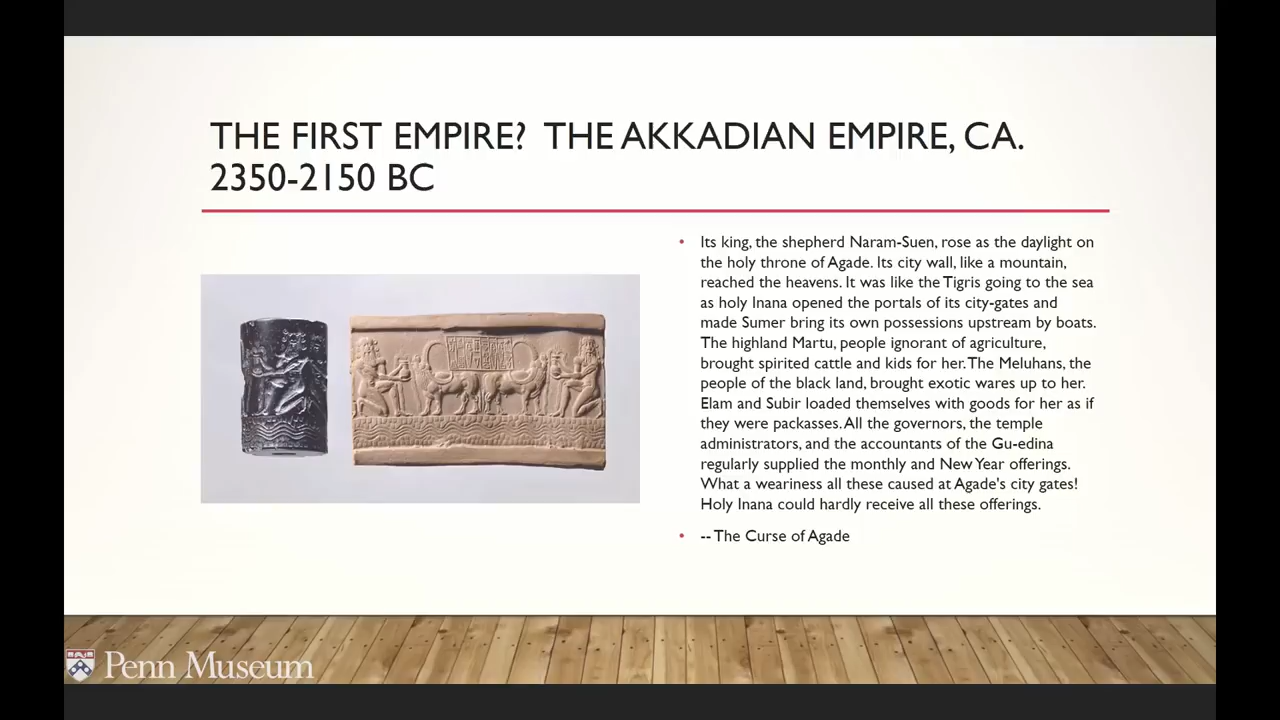 THE FIRST EMPIRE? THE AKKADIAN EMPIRE, CA.
2350-2150 BC
• Its king, the shepherd Naram-Suen, rose as the daylight on
the holy throne of Agade. Its city wall, like a mountain,
reached the heavens. It was like the Tigris going to the sea
as holy Inana opened the portals of its city-gates and
made Sumer bring its own possessions upstream by boats.
The highland Martu, people ignorant of agriculture,
brought spirited cattle and kids for her. The Meluhans, the
people of the black land, brought exotic wares up to her.
Elam and Subir loaded themselves with goods for her as if
they were packasses. All the governors, the temple
administrators, and the accountants of the Gu-edina
regularly supplied the monthly and New Year offerings.
What a weariness all these caused at Agade's city gates!
Holy Inana could hardly receive all these offerings.
• -- The Curse of Agade
Penn Museum